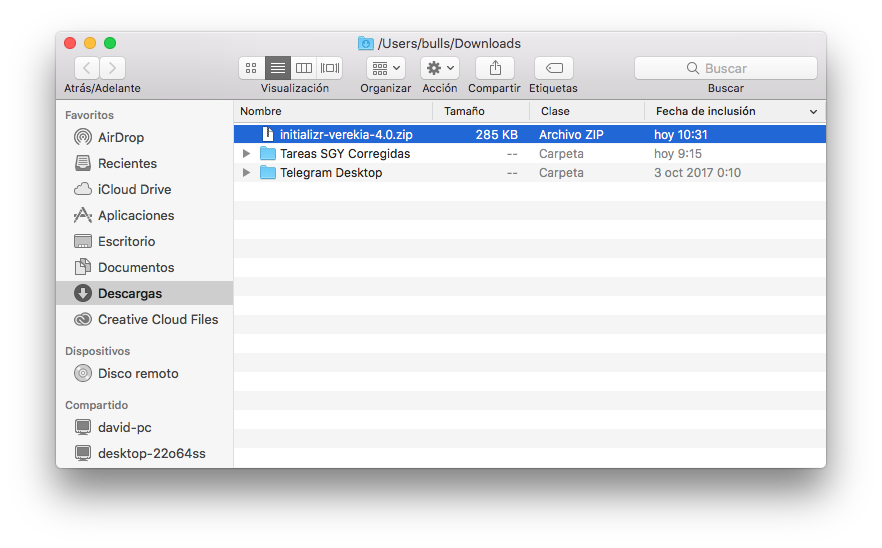 /Users/bulls/Downloads
Atrás/Adelante Visualización Organizar Acción Compartir Etiquetas Buscar
Buscar
Favoritos
AirDrop
Recientes
iCloud Drive
Aplicaciones
Escritorio
Documentos
Descargas
Creative Cloud Files
Dispositivos
Disco remoto
Compartido
david-pc
desktop-22o64ss
Nombre Tamaño Clase Fecha de inclusión
initializr-verekia-4.0.zip 285 KB Archivo ZIP hoy 10:31
Tareas SGY Corregidas -- Carpeta hoy 9:15
Telegram Desktop -- Carpeta 3 oct 2017 0:10